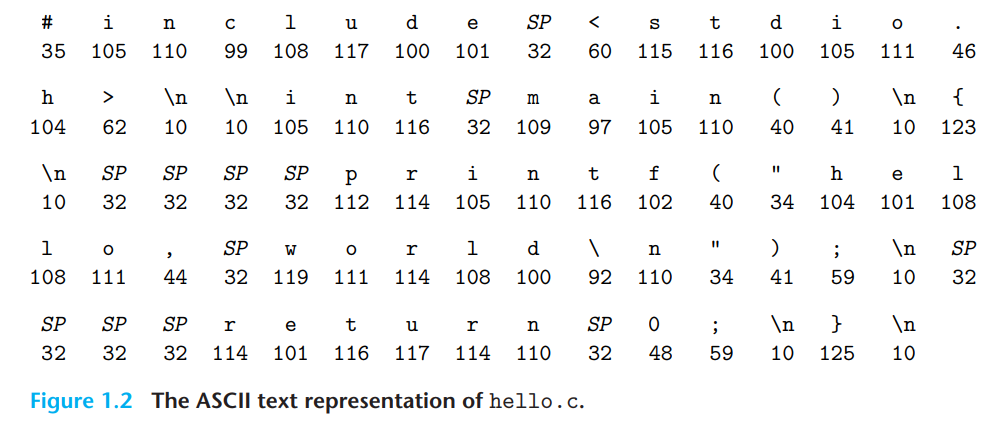 # i n c l u d e SP < s t d i o .
35 105 110 99 108 117 100 101 32 60 115 116 100 105 111 46
h > \n \n i n t SP m a i n ( ) \n {
104 62 10 10 105 110 116 32 109 97 105 110 40 41 10 123
\n SP SP SP SP p r i n t f ( " h e l
10 32 32 32 32 112 114 105 110 116 102 40 34 104 101 108
l o , SP w o r l d \ n " ) ; \n SP
108 111 44 32 119 111 114 108 100 92 110 34 41 59 10 32
SP SP SP r e t u r n SP 0 ; \n } \n
32 32 32 114 101 116 117 114 110 32 48 59 10 125 10
Figure 1.2 The ASCII text representation of hello.c.